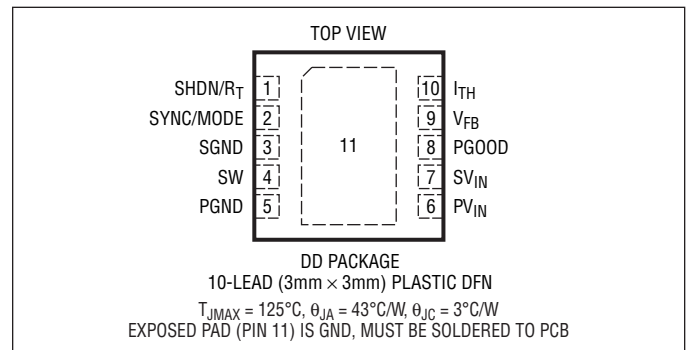 TOP VIEW
SHDN/RT 1
SYNC/MODE 2
SGND 3
SW 4
PGND 5
11
10 ITH
9 VFB
8 PGOOD
7 SVIN
6 PVIN
DD PACKAGE
10-LEAD (3mm × 3mm) PLASTIC DFN
TJMAX = 125°C, θJA = 43°C/W, θJC = 3°C/W
EXPOSED PAD (PIN 11) IS GND, MUST BE SOLDERED TO PCB